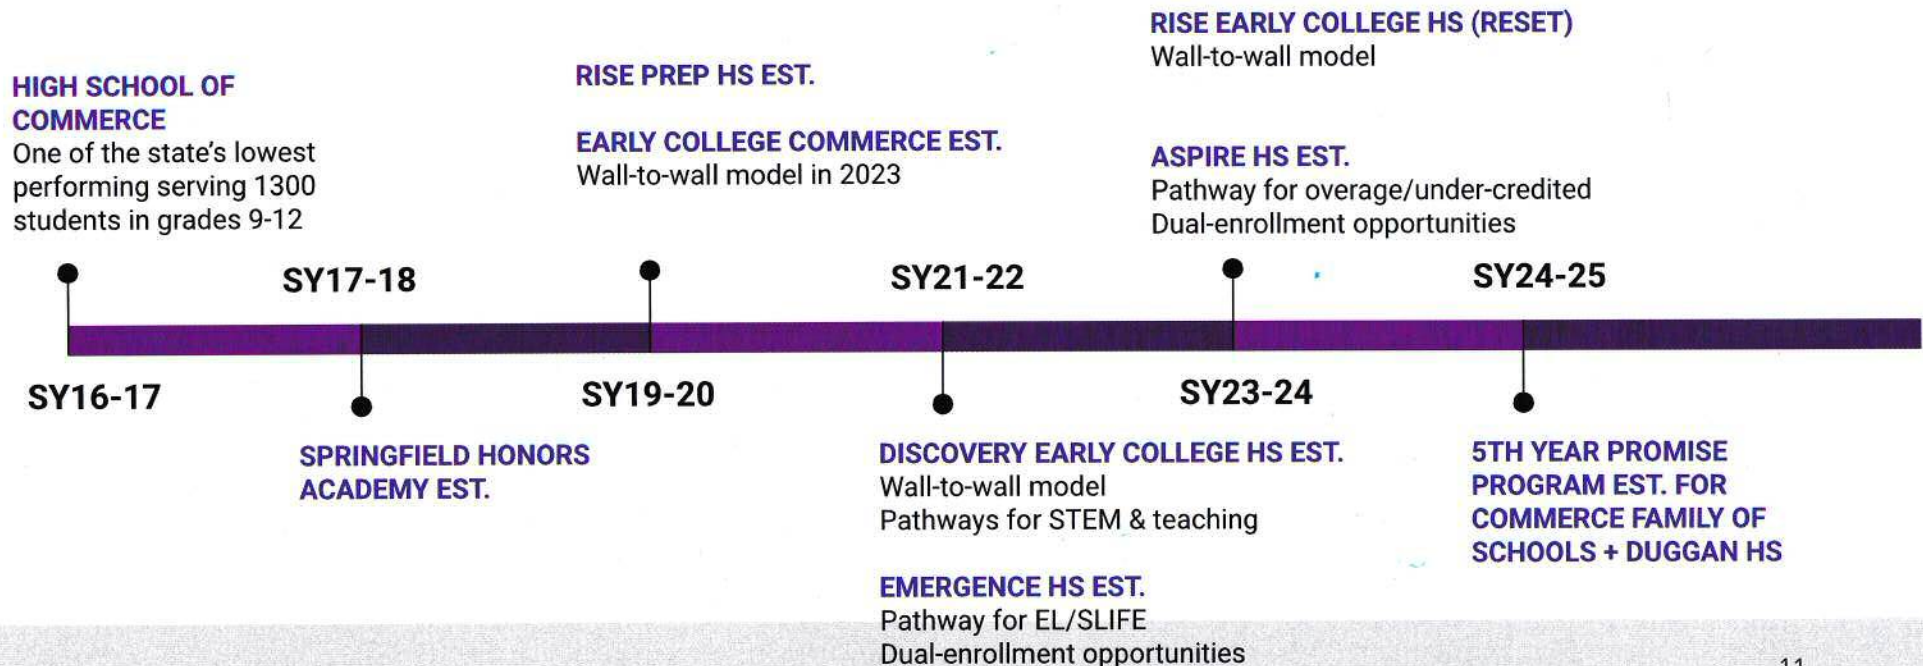 HIGH SCHOOL OF
COMMERCE
One of the state's lowest
performing serving 1300
students in grades 9-12
SY16-17
SY17-18
SPRINGFIELD HONORS
ACADEMY EST.
RISE PREP HS EST.
EARLY COLLEGE COMMERCE EST.
Wall-to-wall model in 2023
SY19-20
SY21-22
DISCOVERY EARLY COLLEGE HS EST.
Wall-to-wall model
Pathways for STEM & teaching
EMERGENCE HS EST.
Pathway for EL/SLIFE
Dual-enrollment opportunities
RISE EARLY COLLEGE HS (RESET)
Wall-to-wall model
ASPIRE HS EST.
Pathway for overage/under-credited
Dual-enrollment opportunities
SY23-24
SY24-25
5TH YEAR PROMISE
PROGRAM EST. FOR
COMMERCE FAMILY OF
SCHOOLS + DUGGAN HS
11